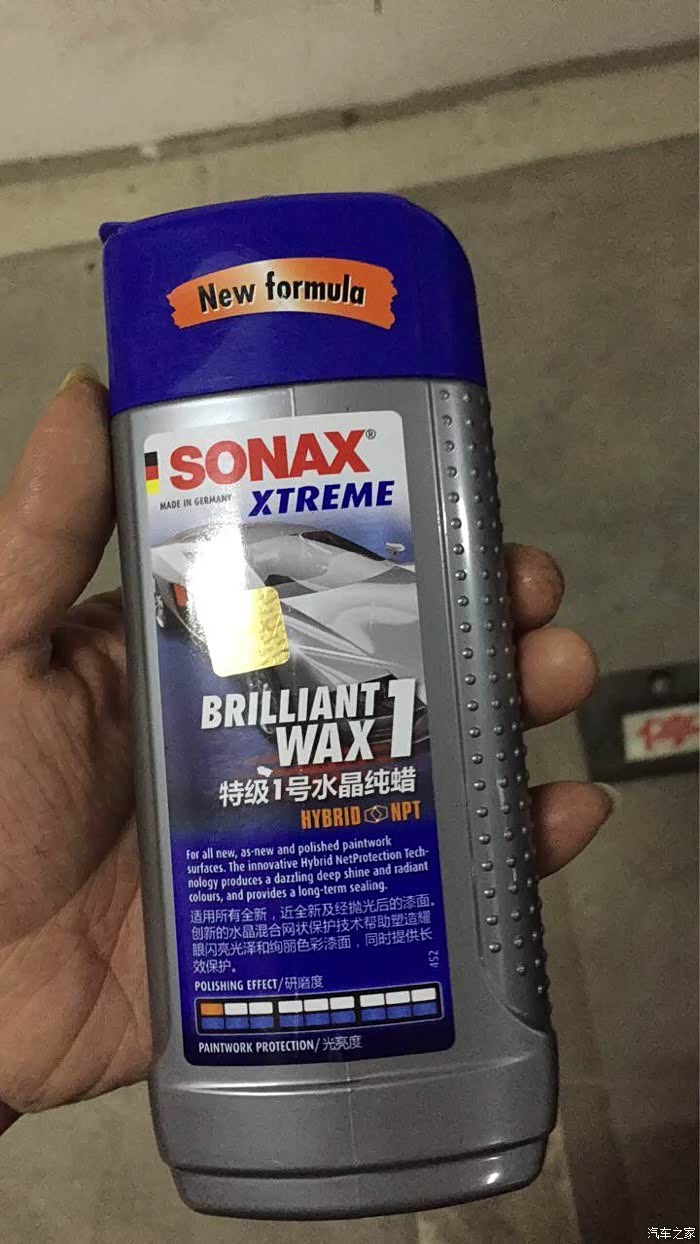 New formula
SONAX®
MADE IN GERMANY
XTREME
BRILLIANT
WAX 1
特级1号水晶纯蜡
HYBRID NPT
For all new, as-new and polished paintwork
surfaces. The innovative Hybrid NetProtection Tech-
nology produces a dazzling deep shine and radiant
colours, and provides a long-term sealing.
适用所有全新，近全新及经抛光后的漆面。
创新的水晶混合网状保护技术帮助塑造耀
眼闪亮光泽和绚丽色彩漆面，同时提供长
效保护。
452
POLISHING EFFECT/研磨度
PAINTWORK PROTECTION/光亮度
汽车之家